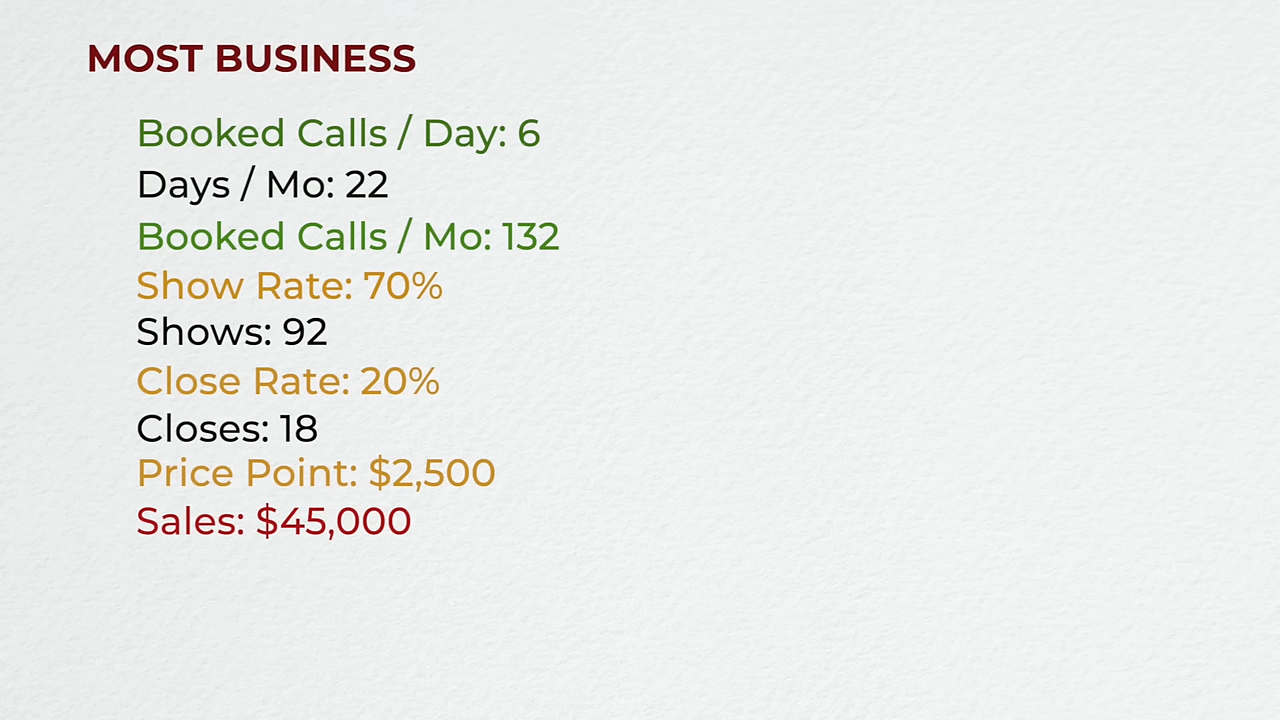 MOST BUSINESS
Booked Calls / Day: 6
Days / Mo: 22
Booked Calls / Mo: 132
Show Rate: 70%
Shows: 92
Close Rate: 20%
Closes: 18
Price Point: $2,500
Sales: $45,000